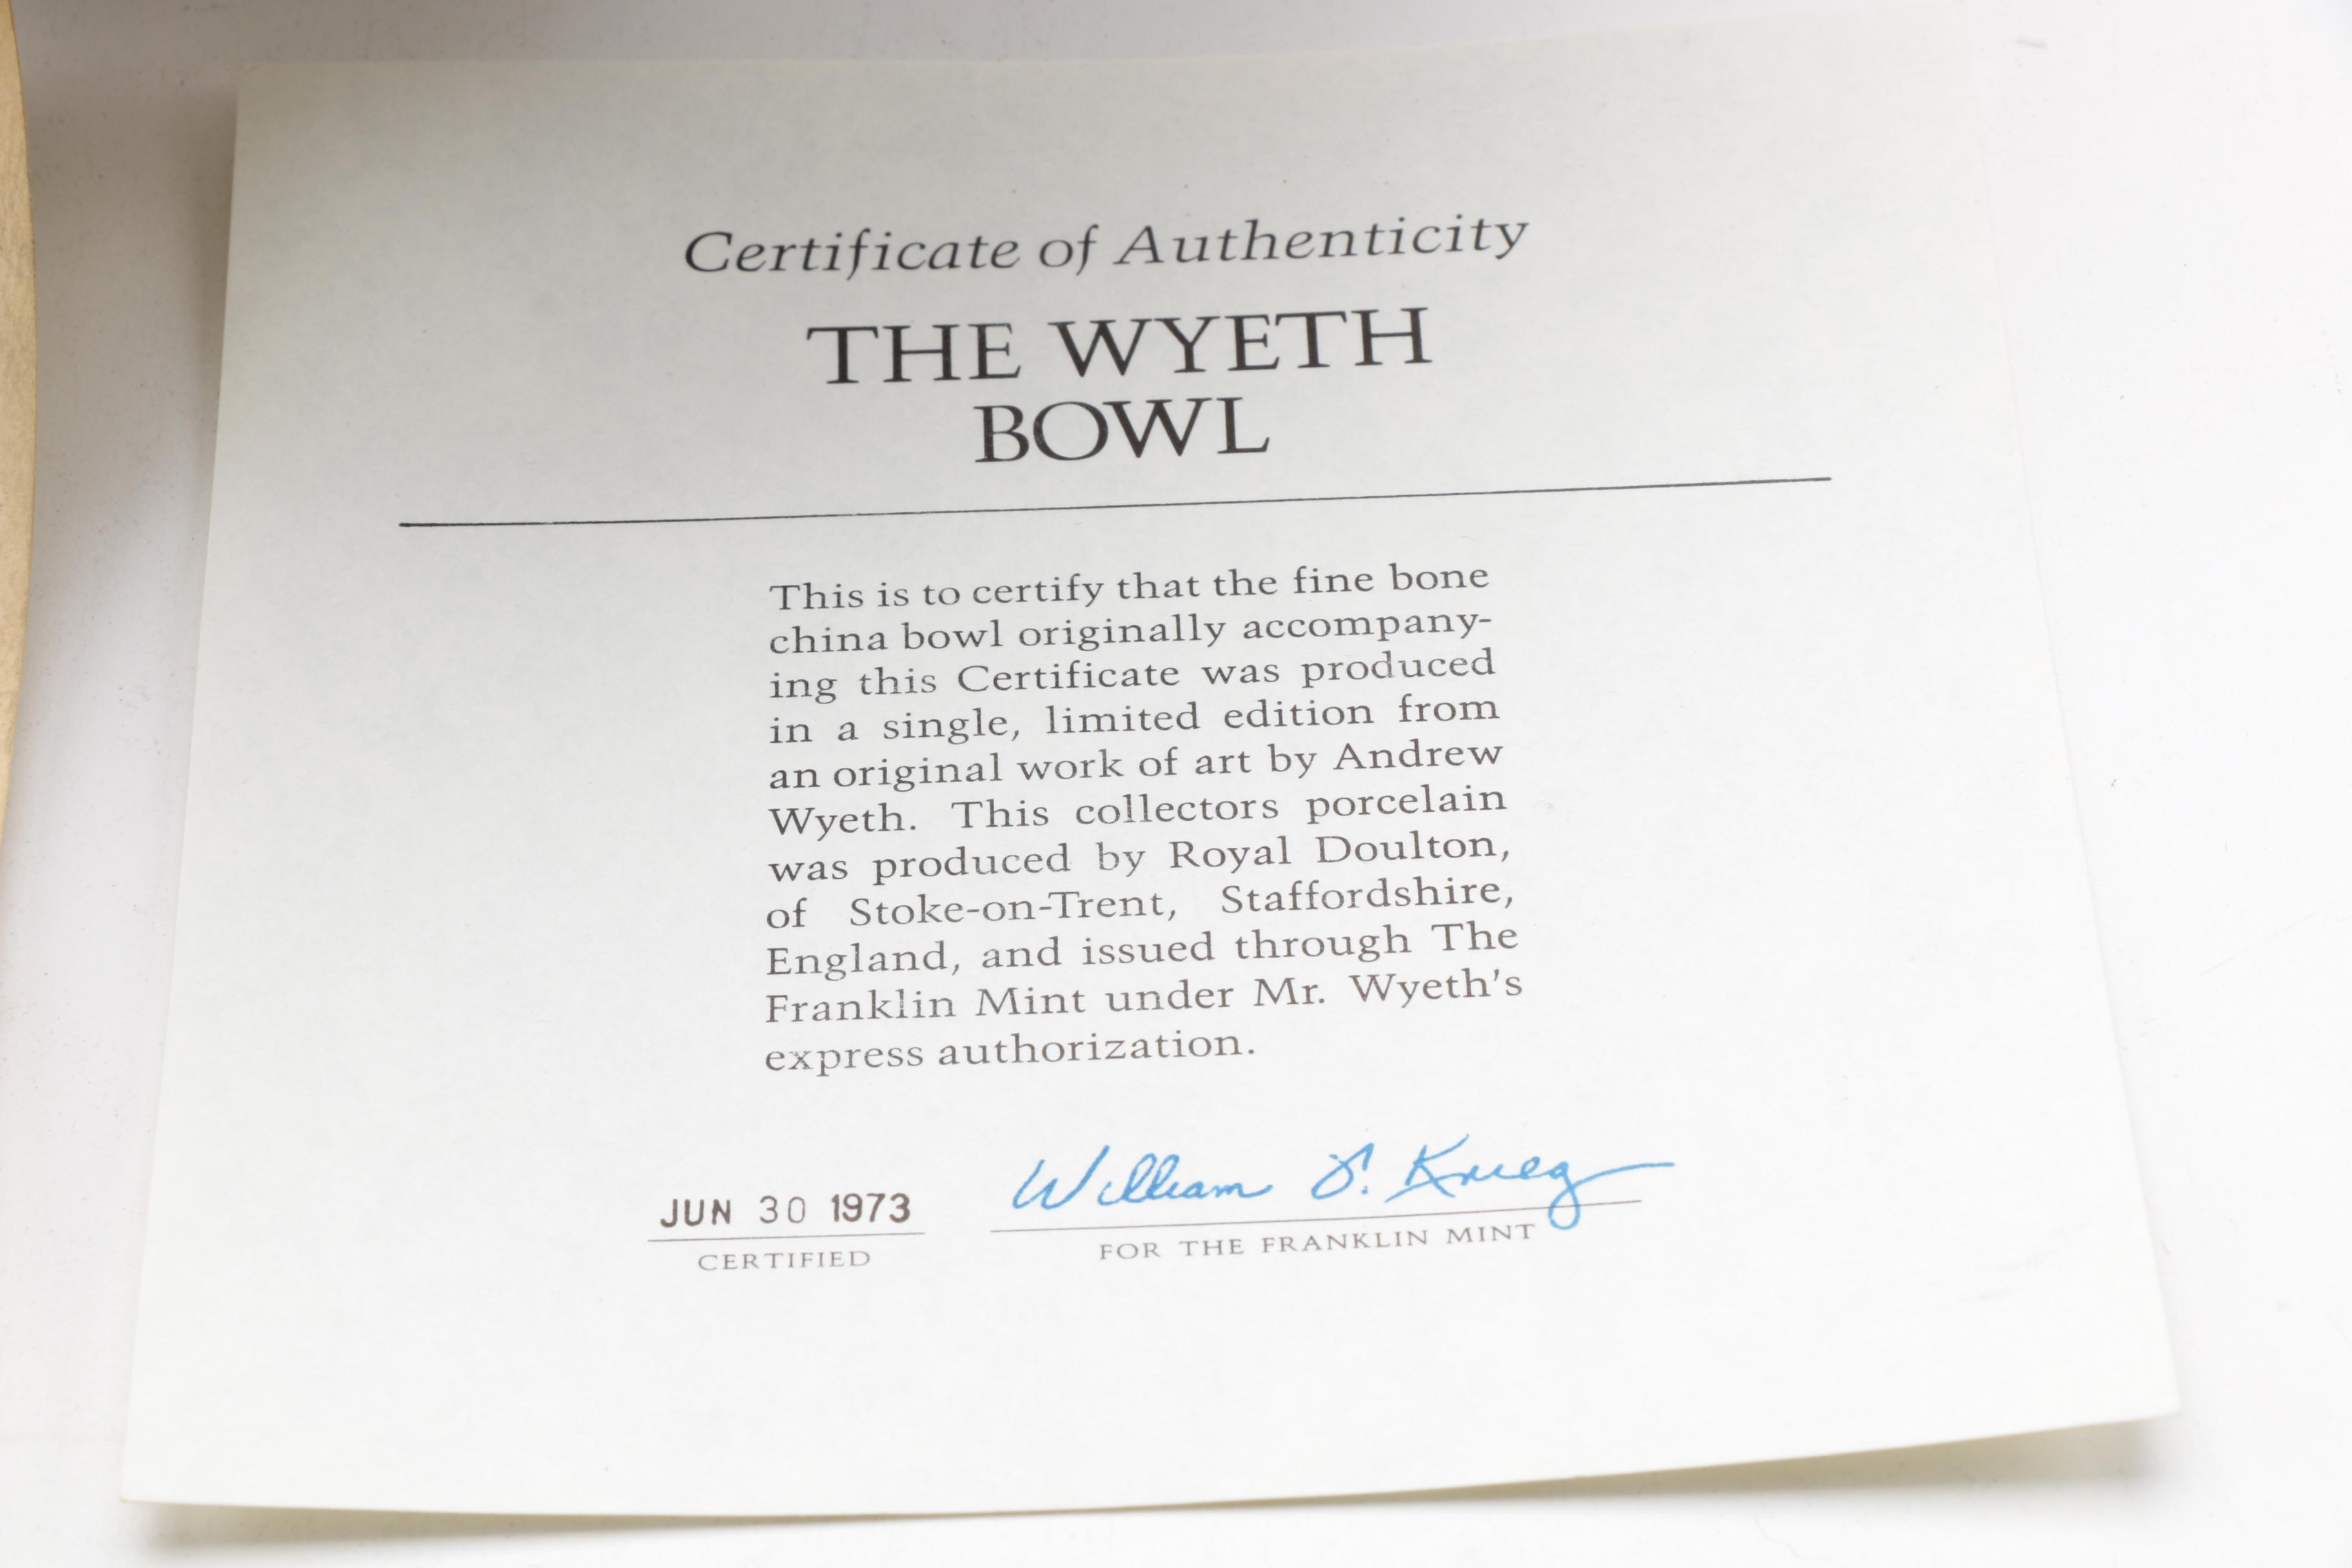 Certificate of Authenticity
THE WYETH
BOWL
This is to certify that the fine bone
china bowl originally accompany-
ing this Certificate was produced
in a single, limited edition from
an original work of art by Andrew
Wyeth. This collectors porcelain
was produced by Royal Doulton,
of Stoke-on-Trent, Staffordshire,
England, and issued through The
Franklin Mint under Mr. Wyeth's
express authorization.
JUN 30 1973
CERTIFIED
William S. Krieg
FOR THE FRANKLIN MINT